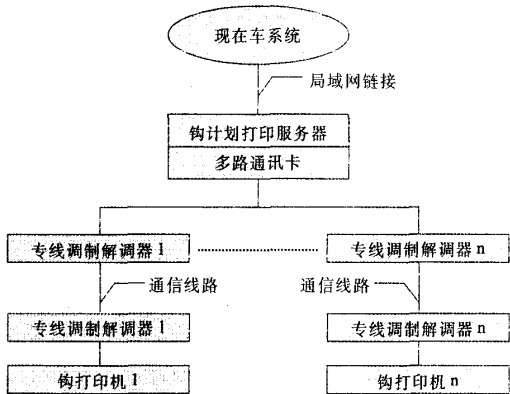 现在车系统
局域网链接
钩计划打印服务器
多路通讯卡
专线调制解调器 1
专线调制解调器 n
通信线路
通信线路
专线调制解调器 1
专线调制解调器 n
钩打印机 1
钩打印机 n